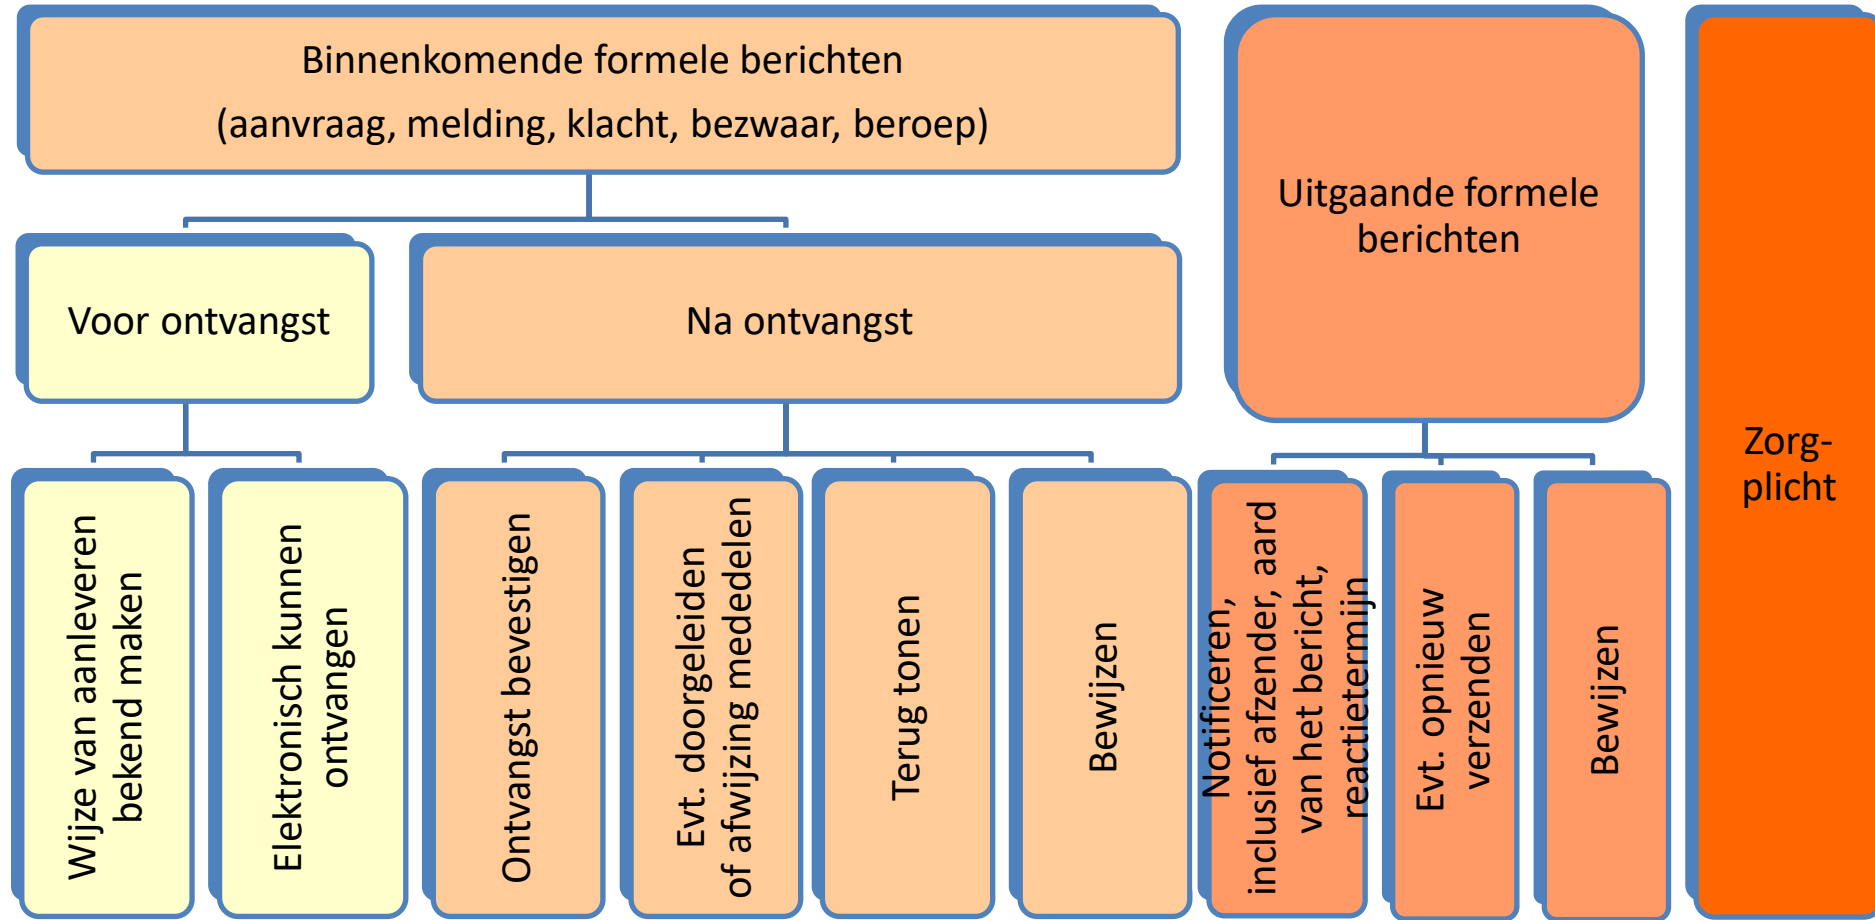 Binnenkomende formele berichten
(aanvraag, melding, klacht, bezwaar, beroep)
Voor ontvangst
Na ontvangst
Wijze van aanleveren
bekend maken
Elektronisch kunnen
ontvangen
Ontvangst bevestigen
Evt. doorgeleiden
of afwijzing mededelen
Terug tonen
Bewijzen
Uitgaande formele
berichten
Notificeren,
inclusief afzender, aard
van het bericht,
reactietermijn
Evt. opnieuw
verzenden
Bewijzen
Zorg-
plicht